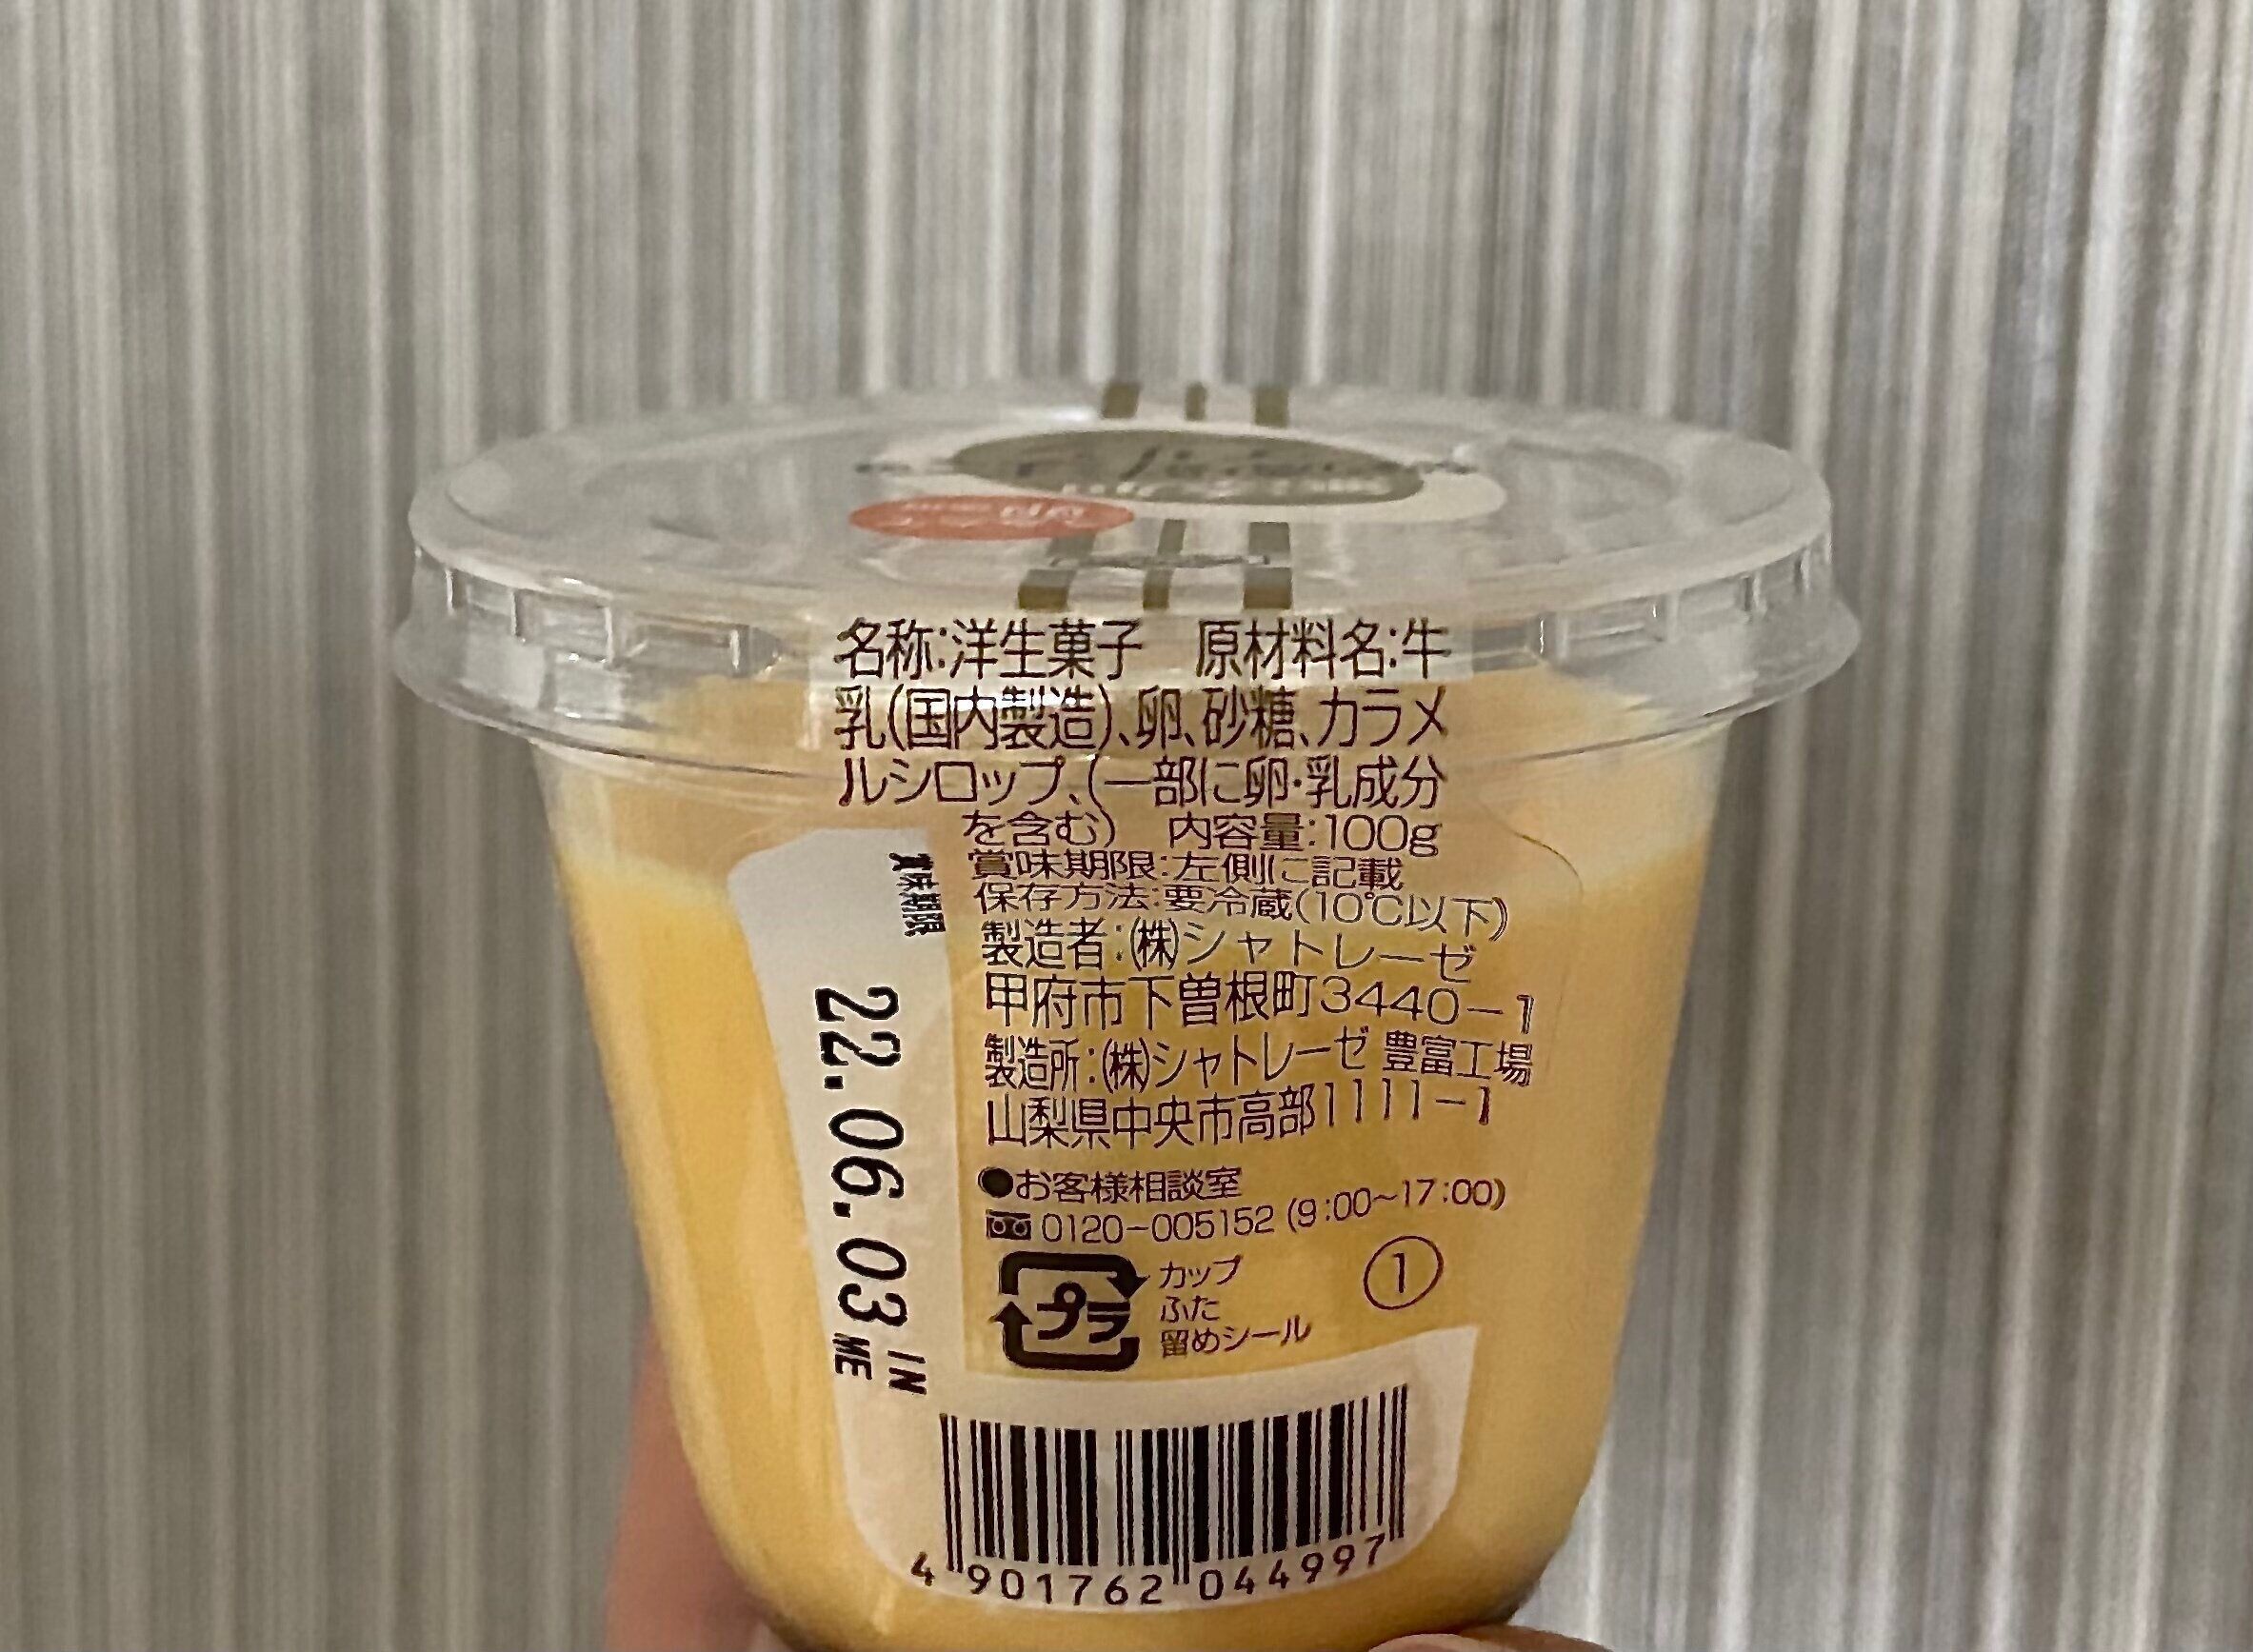 名称:洋生菓子　原材料名:牛
乳(国内製造)、卵、砂糖、カラメ
ルシロップ、(一部に卵・乳成分
を含む)　内容量:100g
賞味期限:左側に記載
保存方法:要冷蔵(10℃以下)
製造者:(株)シャトレーゼ
甲府市下曽根町3440-1
製造所:(株)シャトレーゼ 豊富工場
山梨県中央市高部1111-1
●お客様相談室
0120-005152 (9:00~17:00)
プラ
カップ
ふた
留めシール
①
賞味期限
22.06.03
IN
ME
4 901762 044997